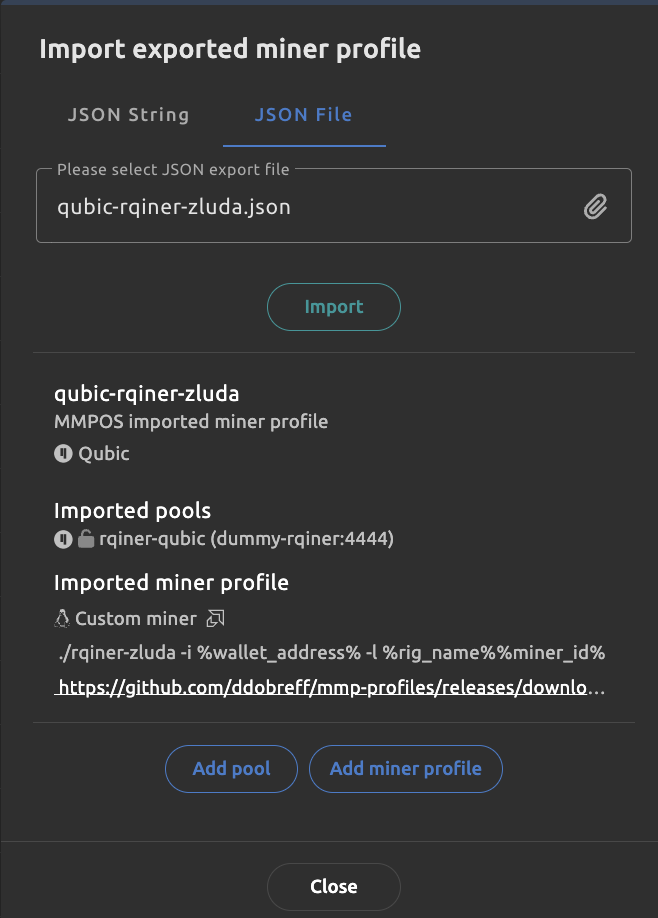 Import exported miner profile
JSON String
JSON File
Please select JSON export file
qubic-rqiner-zluda.json
Import
qubic-rqiner-zluda
MMPOS imported miner profile
Qubic
Imported pools
rqiner-qubic (dummy-rqiner:4444)
Imported miner profile
Custom miner
./rqiner-zluda -i %wallet_address% -l %rig_name%%miner_id%
https://github.com/ddobreff/mmp-profiles/releases/downlo...
Add pool
Add miner profile
Close